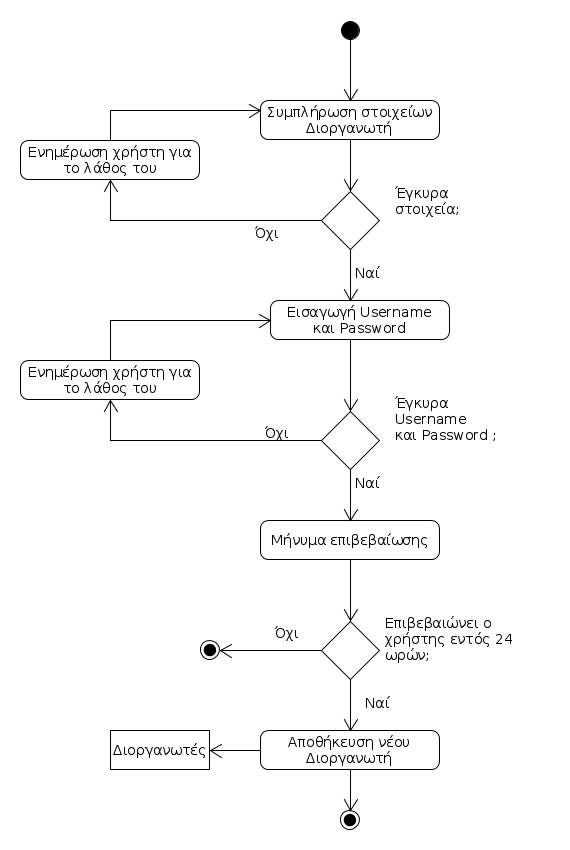 Συμπλήρωση στοιχείων
Διοργανωτή
Ενημέρωση χρήστη για
το λάθος του
Έγκυρα
στοιχεία;
Όχι
Ναί
Εισαγωγή Username
και Password
Ενημέρωση χρήστη για
το λάθος του
Έγκυρα
Username
και Password ;
Όχι
Ναί
Μήνυμα επιβεβαίωσης
Επιβεβαιώνει ο
χρήστης εντός 24
ωρών;
Όχι
Ναί
Αποθήκευση νέου
Διοργανωτή
Διοργανωτές